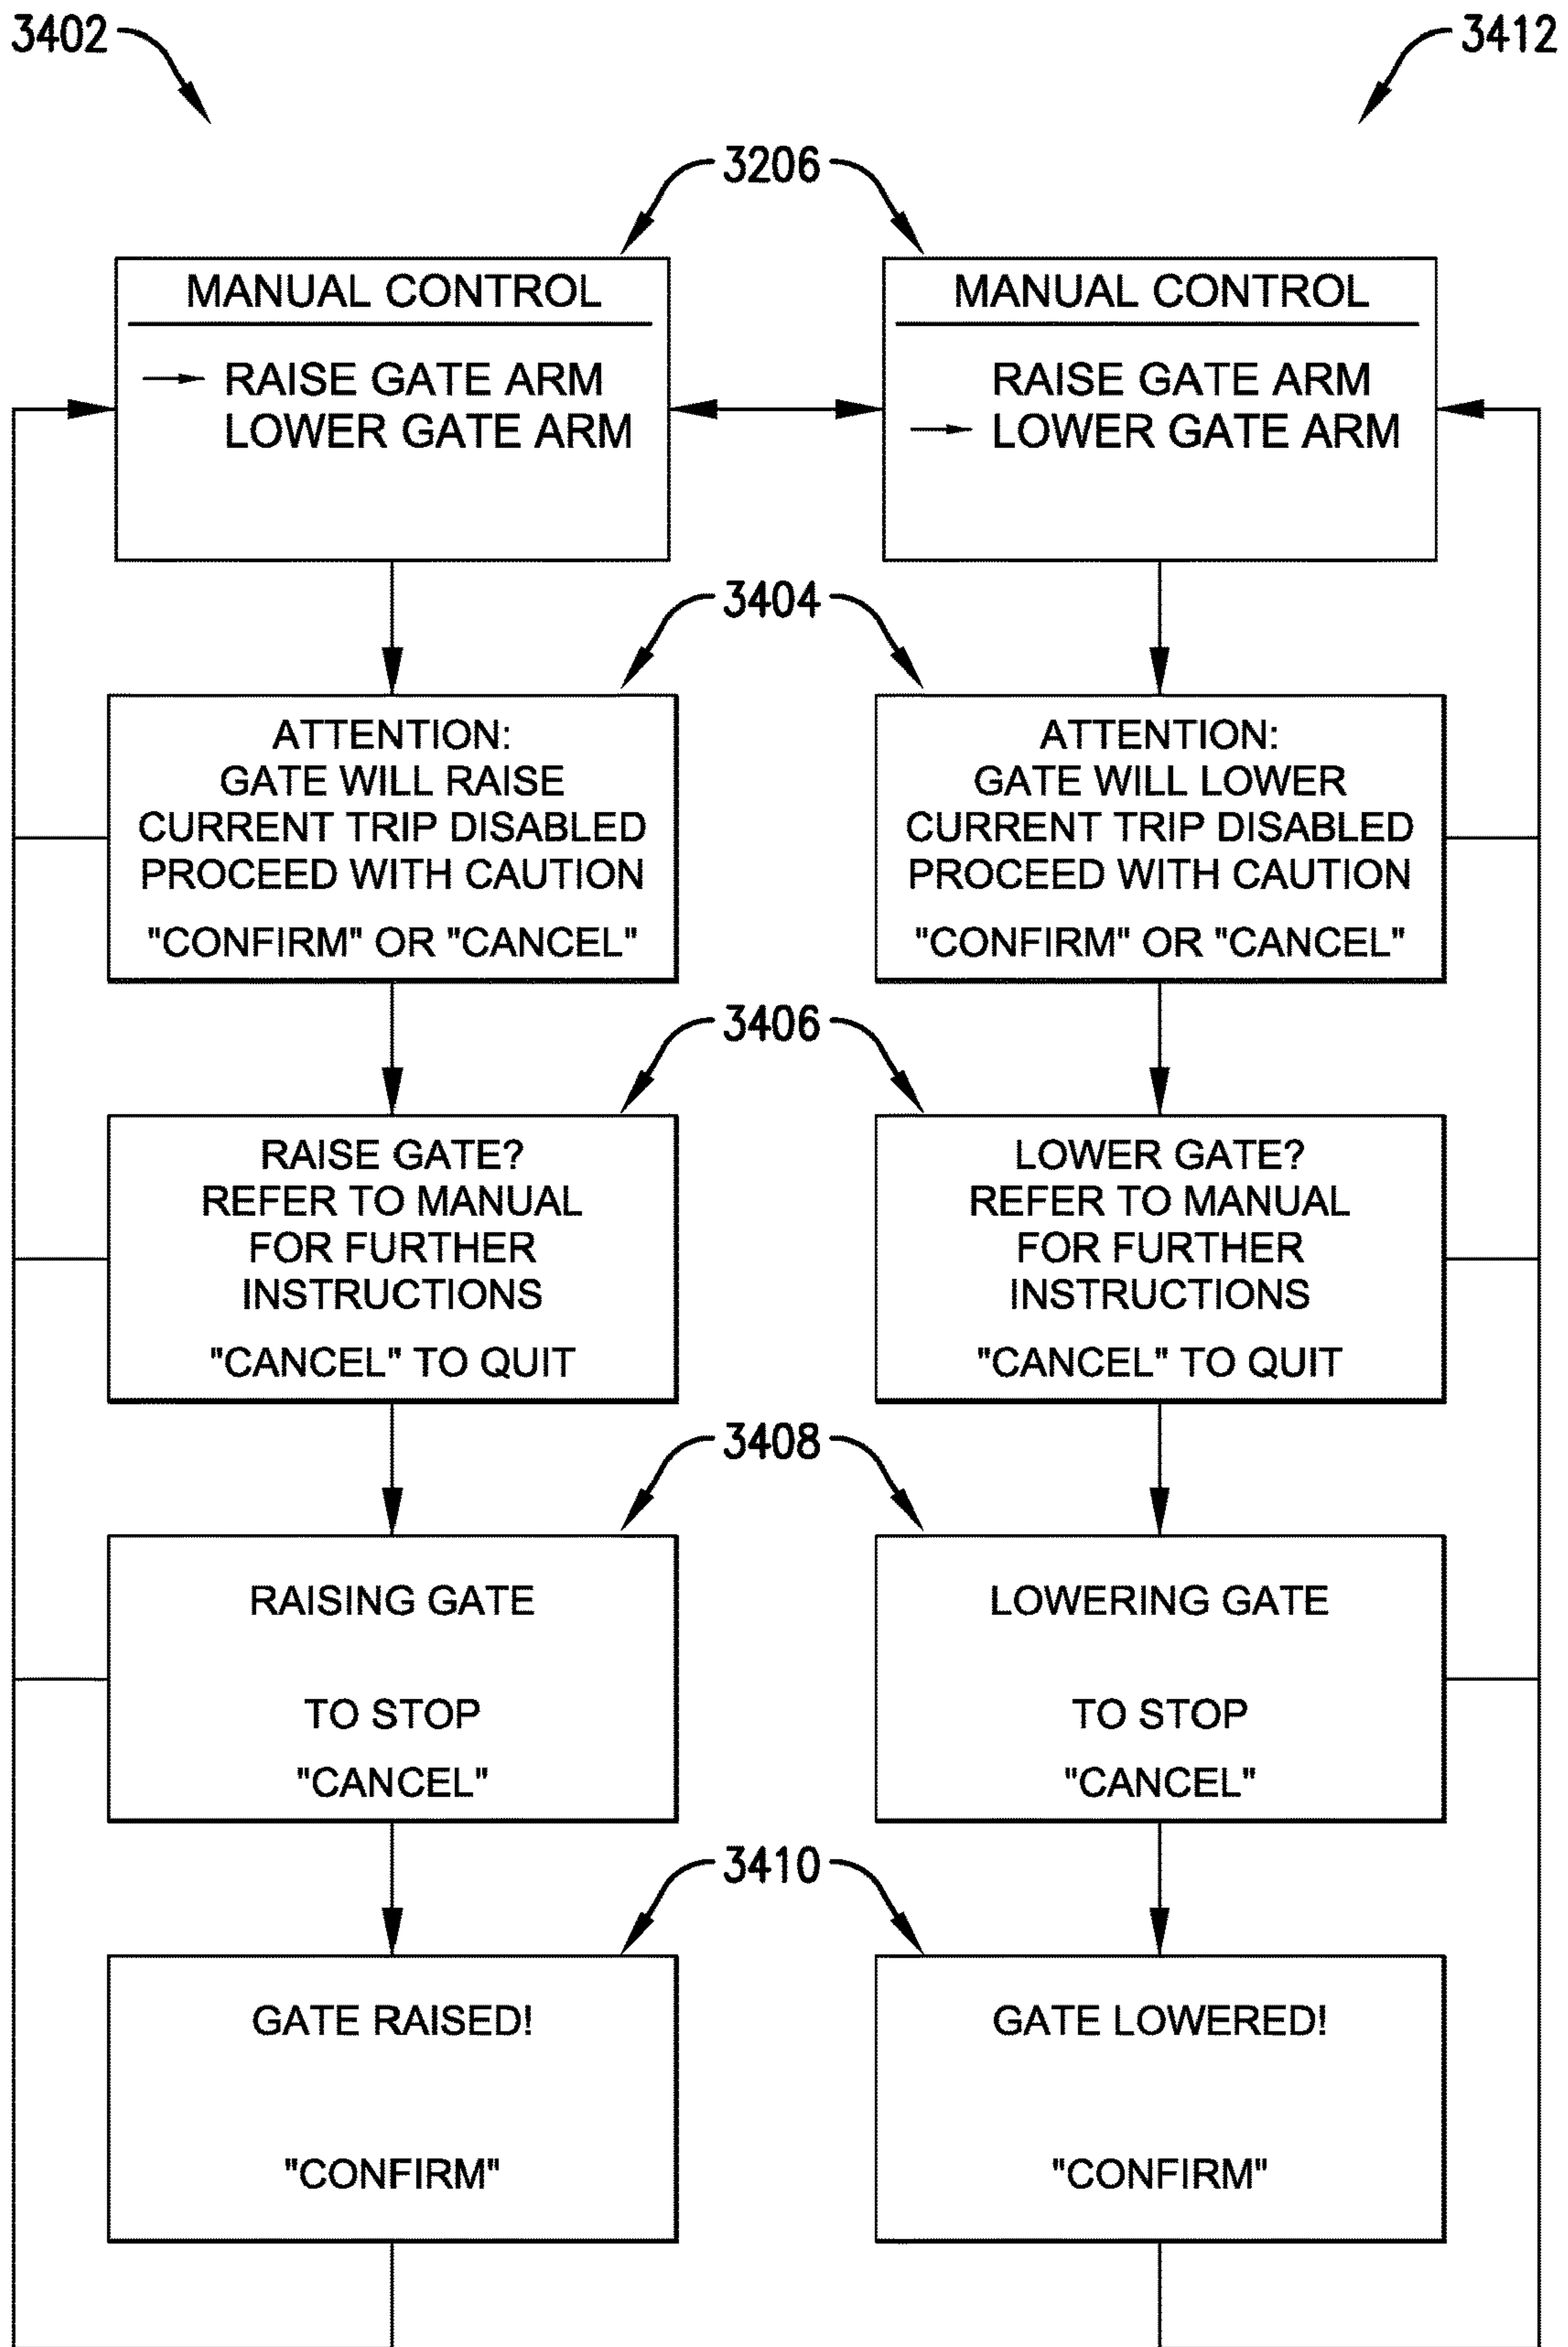 3402
3412
3206
MANUAL CONTROL
RAISE GATE ARM
LOWER GATE ARM
MANUAL CONTROL
RAISE GATE ARM
LOWER GATE ARM
3404
ATTENTION:
GATE WILL RAISE
CURRENT TRIP DISABLED
PROCEED WITH CAUTION
"CONFIRM" OR "CANCEL"
ATTENTION:
GATE WILL LOWER
CURRENT TRIP DISABLED
PROCEED WITH CAUTION
"CONFIRM" OR "CANCEL"
3406
RAISE GATE?
REFER TO MANUAL
FOR FURTHER
INSTRUCTIONS
"CANCEL" TO QUIT
LOWER GATE?
REFER TO MANUAL
FOR FURTHER
INSTRUCTIONS
"CANCEL" TO QUIT
3408
RAISING GATE
TO STOP
"CANCEL"
LOWERING GATE
TO STOP
"CANCEL"
3410
GATE RAISED!
"CONFIRM"
GATE LOWERED!
"CONFIRM"